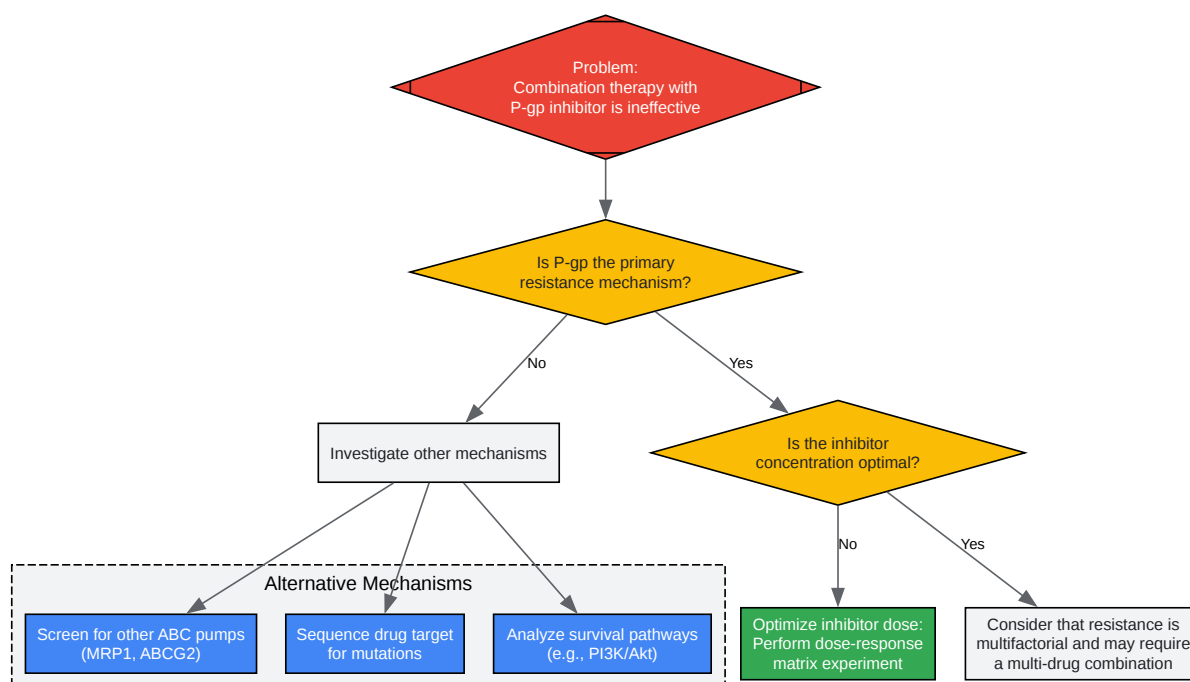 Problem:
Combination therapy with
P-gp inhibitor is ineffective
Is P-gp the primary
resistance mechanism?
No
Yes
Investigate other mechanisms
Is the inhibitor
concentration optimal?
No
Yes
Alternative Mechanisms
Screen for other ABC pumps
(MRP1, ABCG2)
Sequence drug target
for mutations
Analyze survival pathways
(e.g., PI3K/Akt)
Optimize inhibitor dose:
Perform dose-response
matrix experiment
Consider that resistance is
multifactorial and may require
a multi-drug combination